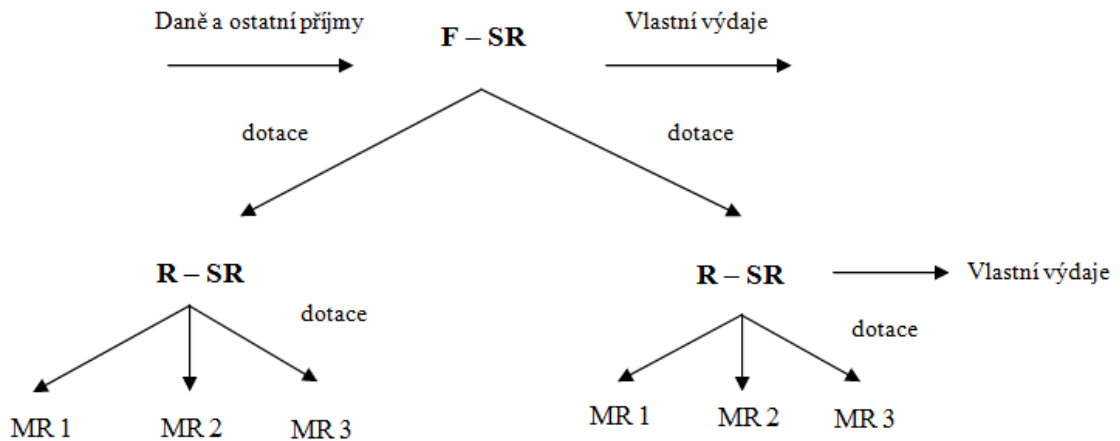 Daně a ostatní příjmy
F – SR
Vlastní výdaje
dotace
dotace
R – SR
R – SR
Vlastní výdaje
dotace
dotace
MR 1
MR 2
MR 3
MR 1
MR 2
MR 3